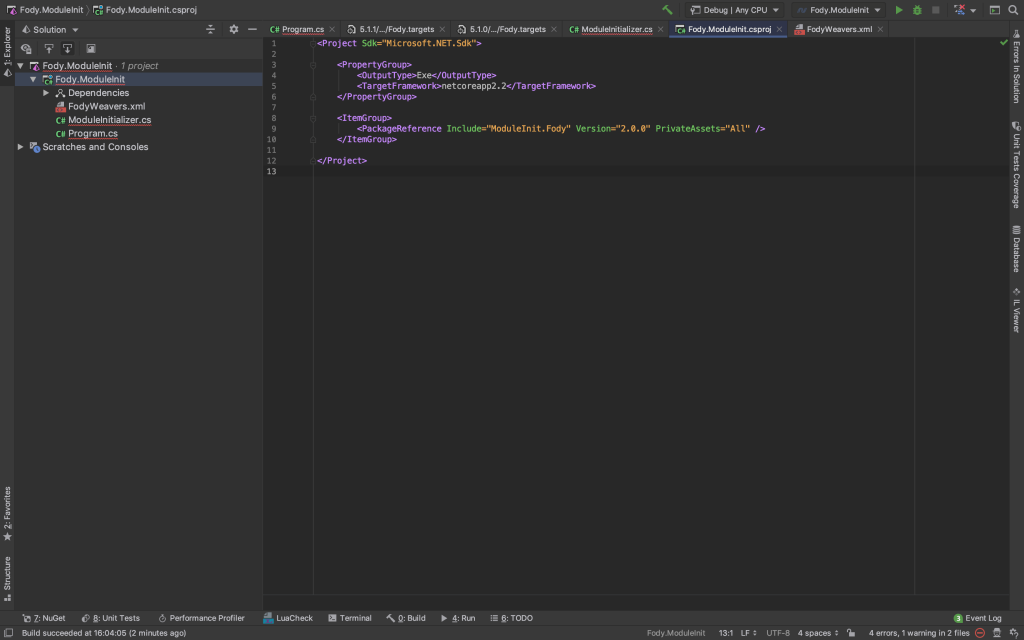 Fody.ModuleInit Fody.ModuleInit.csproj Debug | Any CPU Fody.ModuleInit
Solution
Program.cs 5.1.1/.../Fody.targets 5.1.0/.../Fody.targets ModuleInitializer.cs Fody.ModuleInit.csproj FodyWeavers.xml
1: Explorer
Fody.ModuleInit · 1 project
Fody.ModuleInit
Dependencies
FodyWeavers.xml
ModuleInitializer.cs
Program.cs
Scratches and Consoles
1 <Project Sdk="Microsoft.NET.Sdk">
2
3 <PropertyGroup>
4 <OutputType>Exe</OutputType>
5 <TargetFramework>netcoreapp2.2</TargetFramework>
6 </PropertyGroup>
7
8 <ItemGroup>
9 <PackageReference Include="ModuleInit.Fody" Version="2.0.0" PrivateAssets="All" />
10 </ItemGroup>
11
12 </Project>
13
Errors In Solution
Unit Tests Coverage
Database
IL Viewer
2: Favorites
Structure
7: NuGet 8: Unit Tests Performance Profiler LuaCheck Terminal 0: Build 4: Run 6: TODO 3 Event Log
Build succeeded at 16:04:05 (2 minutes ago) Fody.ModuleInit 13:1 LF UTF-8 4 spaces 4 errors, 1 warning in 2 files